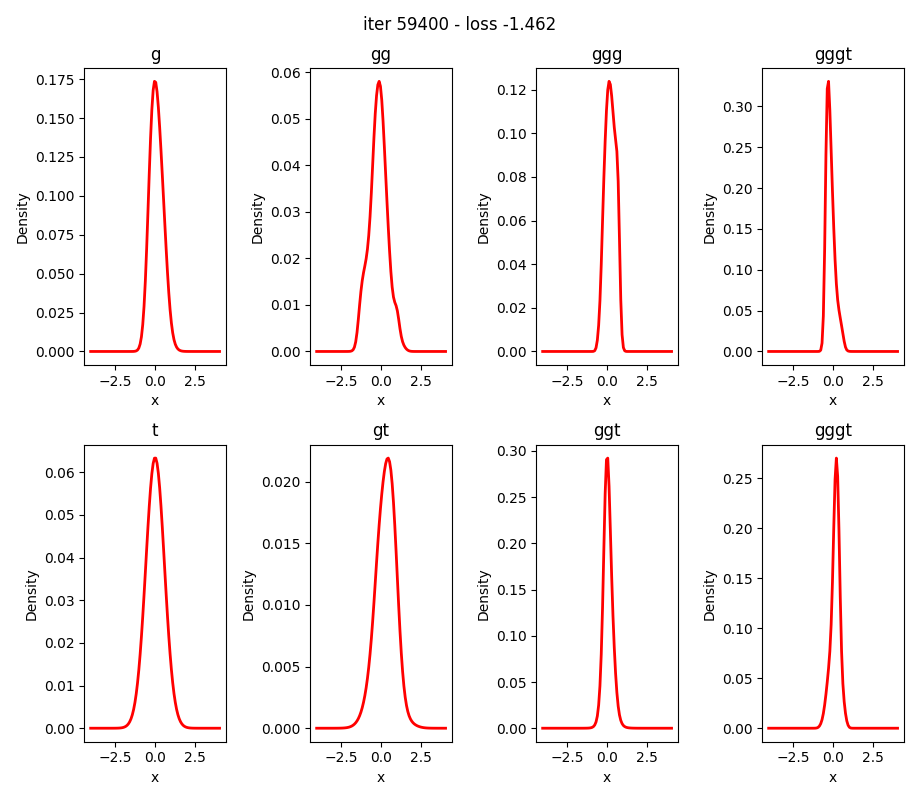 iter 59400 - loss -1.462
g
gg
ggg
gggt
0.175
0.150
0.125
0.100
0.075
0.050
0.025
0.000
Density
−2.5 0.0 2.5
x
0.06
0.05
0.04
0.03
0.02
0.01
0.00
Density
−2.5 0.0 2.5
x
0.12
0.10
0.08
0.06
0.04
0.02
0.00
Density
−2.5 0.0 2.5
x
0.30
0.25
0.20
0.15
0.10
0.05
0.00
Density
−2.5 0.0 2.5
x
t
gt
ggt
gggt
0.06
0.05
0.04
0.03
0.02
0.01
0.00
Density
−2.5 0.0 2.5
x
0.020
0.015
0.010
0.005
0.000
Density
−2.5 0.0 2.5
x
0.30
0.25
0.20
0.15
0.10
0.05
0.00
Density
−2.5 0.0 2.5
x
0.25
0.20
0.15
0.10
0.05
0.00
Density
−2.5 0.0 2.5
x